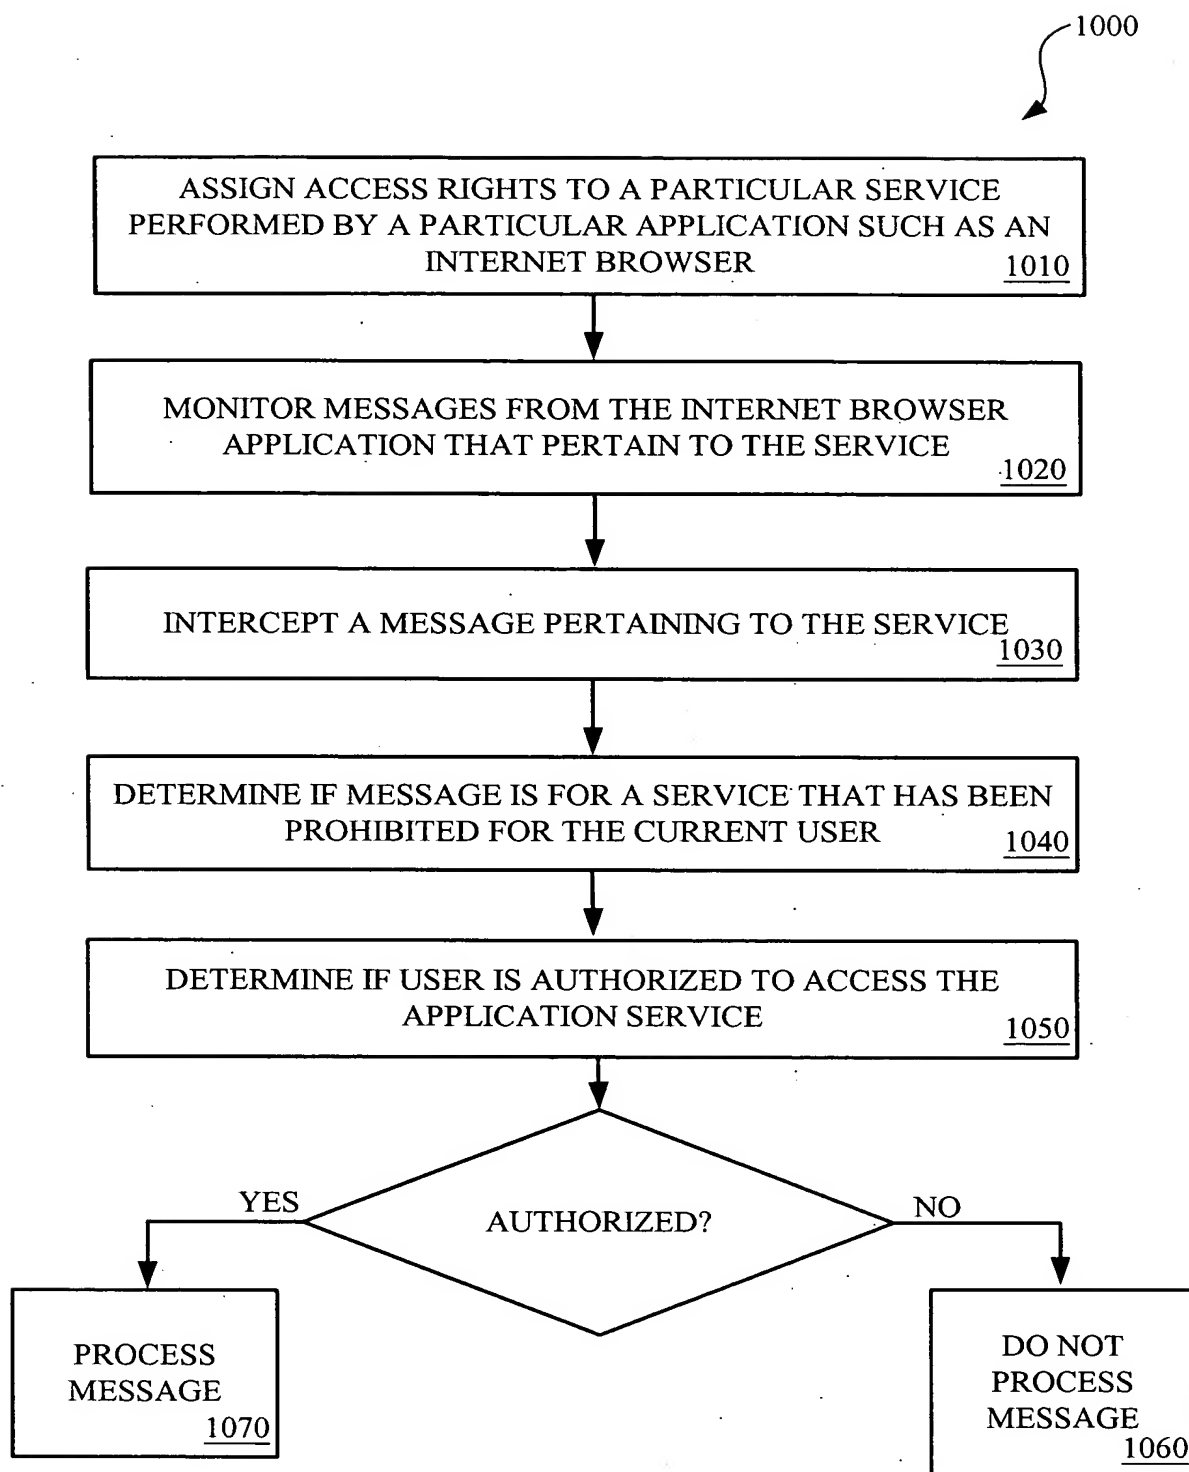 1000
ASSIGN ACCESS RIGHTS TO A PARTICULAR SERVICE
PERFORMED BY A PARTICULAR APPLICATION SUCH AS AN
INTERNET BROWSER
1010
MONITOR MESSAGES FROM THE INTERNET BROWSER
APPLICATION THAT PERTAIN TO THE SERVICE
1020
INTERCEPT A MESSAGE PERTAINING TO THE SERVICE
1030
DETERMINE IF MESSAGE IS FOR A SERVICE THAT HAS BEEN
PROHIBITED FOR THE CURRENT USER
1040
DETERMINE IF USER IS AUTHORIZED TO ACCESS THE
APPLICATION SERVICE
1050
YES
AUTHORIZED?
NO
PROCESS
MESSAGE
1070
DO NOT
PROCESS
MESSAGE
1060